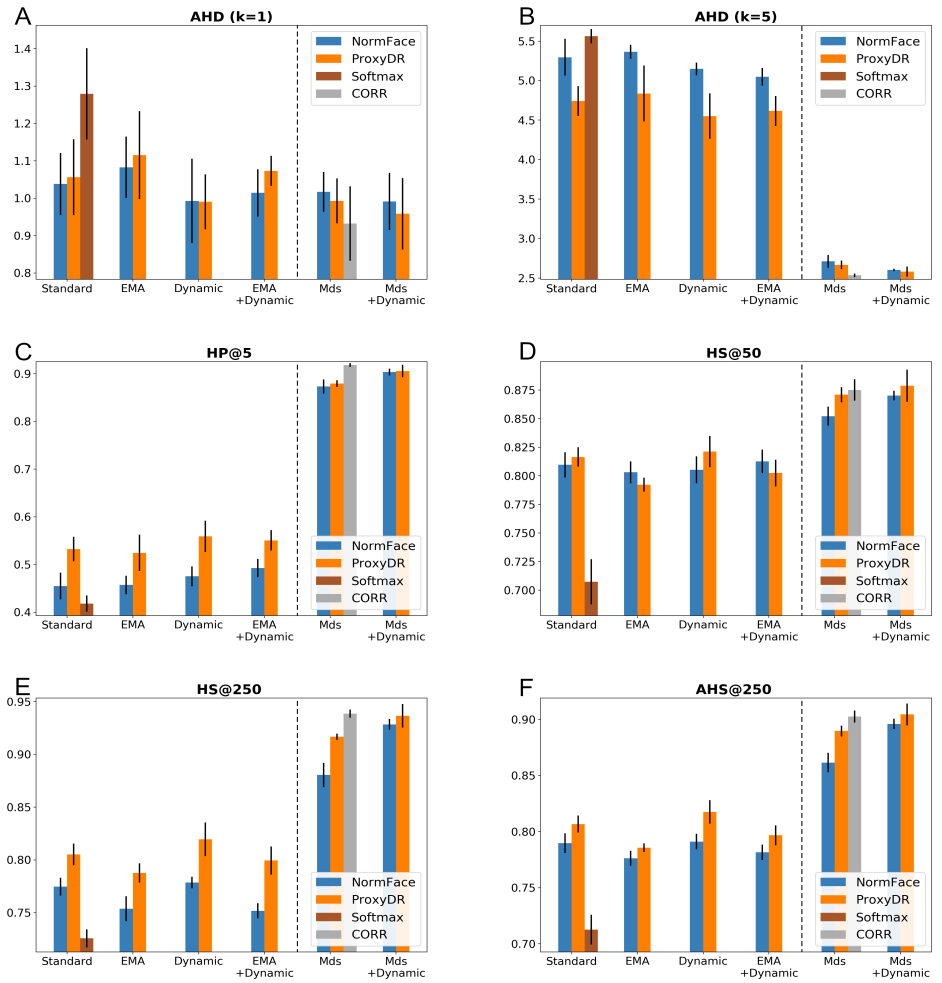 A
AHD (k=1)
1.4
1.3
1.2
1.1
1.0
0.9
0.8
NormFace
ProxyDR
Softmax
CORR
Standard EMA Dynamic EMA +Dynamic Mds Mds +Dynamic
B
AHD (k=5)
5.5
5.0
4.5
4.0
3.5
3.0
2.5
NormFace
ProxyDR
Softmax
CORR
Standard EMA Dynamic EMA +Dynamic Mds Mds +Dynamic
C
HP@5
0.9
0.8
0.7
0.6
0.5
0.4
NormFace
ProxyDR
Softmax
CORR
Standard EMA Dynamic EMA +Dynamic Mds Mds +Dynamic
D
HS@50
0.875
0.850
0.825
0.800
0.775
0.750
0.725
0.700
NormFace
ProxyDR
Softmax
CORR
Standard EMA Dynamic EMA +Dynamic Mds Mds +Dynamic
E
HS@250
0.95
0.90
0.85
0.80
0.75
NormFace
ProxyDR
Softmax
CORR
Standard EMA Dynamic EMA +Dynamic Mds Mds +Dynamic
F
AHS@250
0.90
0.85
0.80
0.75
0.70
NormFace
ProxyDR
Softmax
CORR
Standard EMA Dynamic EMA +Dynamic Mds Mds +Dynamic